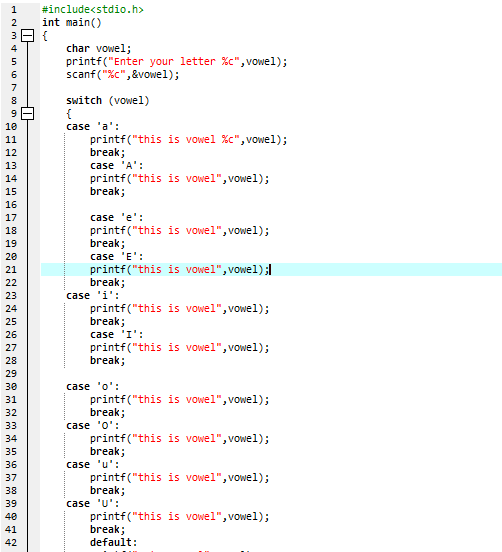 1 #include<stdio.h>
2 int main()
3 {
4 char vowel;
5 printf("Enter your letter %c",vowel);
6 scanf("%c",&vowel);
7
8 switch (vowel)
9 {
10 case 'a':
11 printf("this is vowel %c",vowel);
12 break;
13 case 'A':
14 printf("this is vowel",vowel);
15 break;
16
17 case 'e':
18 printf("this is vowel",vowel);
19 break;
20 case 'E':
21 printf("this is vowel",vowel);
22 break;
23 case 'i':
24 printf("this is vowel",vowel);
25 break;
26 case 'I':
27 printf("this is vowel",vowel);
28 break;
29
30 case 'o':
31 printf("this is vowel",vowel);
32 break;
33 case 'O':
34 printf("this is vowel",vowel);
35 break;
36 case 'u':
37 printf("this is vowel",vowel);
38 break;
39 case 'U':
40 printf("this is vowel",vowel);
41 break;
42 default: